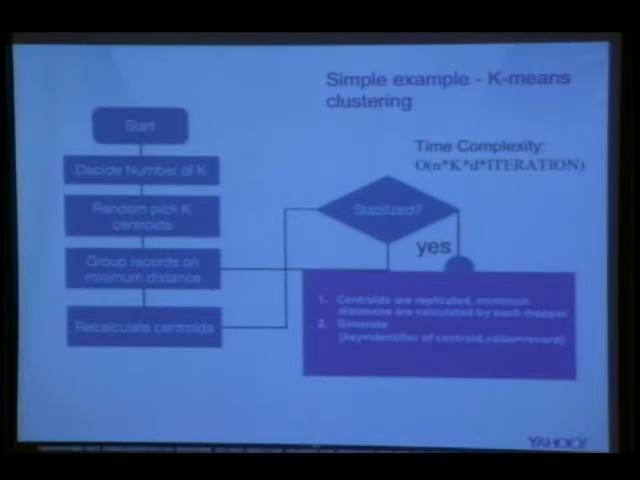 Simple example - K-means
clustering
Time Complexity:
O(n*K*d*ITERATION)
Start
Decide Number of K
Random pick K
centroids
Group records on
minimum distance
Recalculate centroids
Stablized?
yes
1. Centroids are replicated, minimum
distances are calculated by each mapper
2. Generate
(key=identifier of centroid,value=record)
YAHOO!